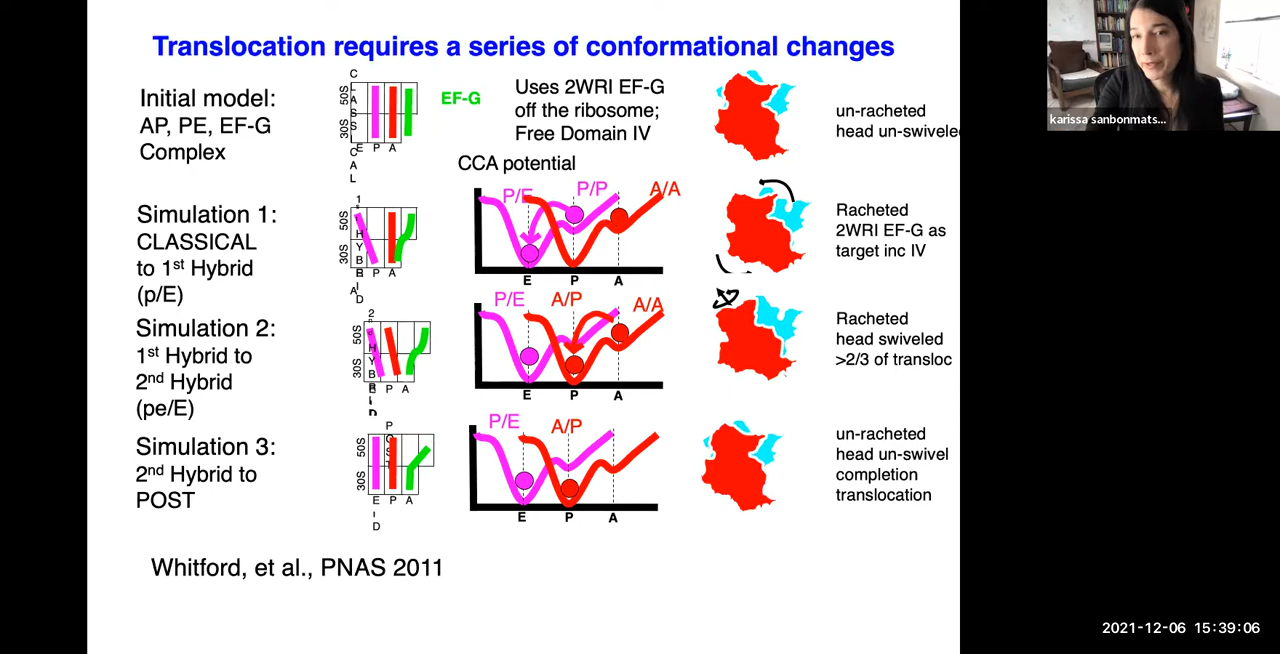 Translocation requires a series of conformational changes
Initial model:
AP, PE, EF-G
Complex
50S
30S
E P A
C
L
A
S
S
I
C
A
L
EF-G
Uses 2WRI EF-G
off the ribosome;
Free Domain IV
un-racheted
head un-swivele
CCA potential
Simulation 1:
CLASSICAL
to 1st Hybrid
(p/E)
50S
30S
P A
P/E
P/P
A/A
E P A
Racheted
2WRI EF-G as
target inc IV
Simulation 2:
1st Hybrid to
2nd Hybrid
(pe/E)
50S
30S
E P A
P/E
A/P
A/A
E P A
Racheted
head swiveled
>2/3 of transloc
Simulation 3:
2nd Hybrid to
POST
50S
30S
E P A
P/E
A/P
E P A
un-racheted
head un-swivel
completion
translocation
Whitford, et al., PNAS 2011
karissa sanbonmats...
2021-12-06 15:39:06